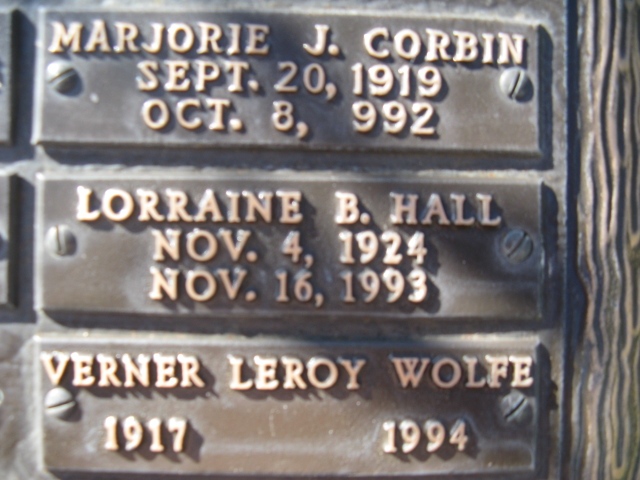 MARJORIE J. CORBIN
SEPT. 20, 1919
OCT. 8, 992
LORRAINE B. HALL
NOV. 4, 1924
NOV. 16, 1993
VERNER LEROY WOLFE
1917 1994